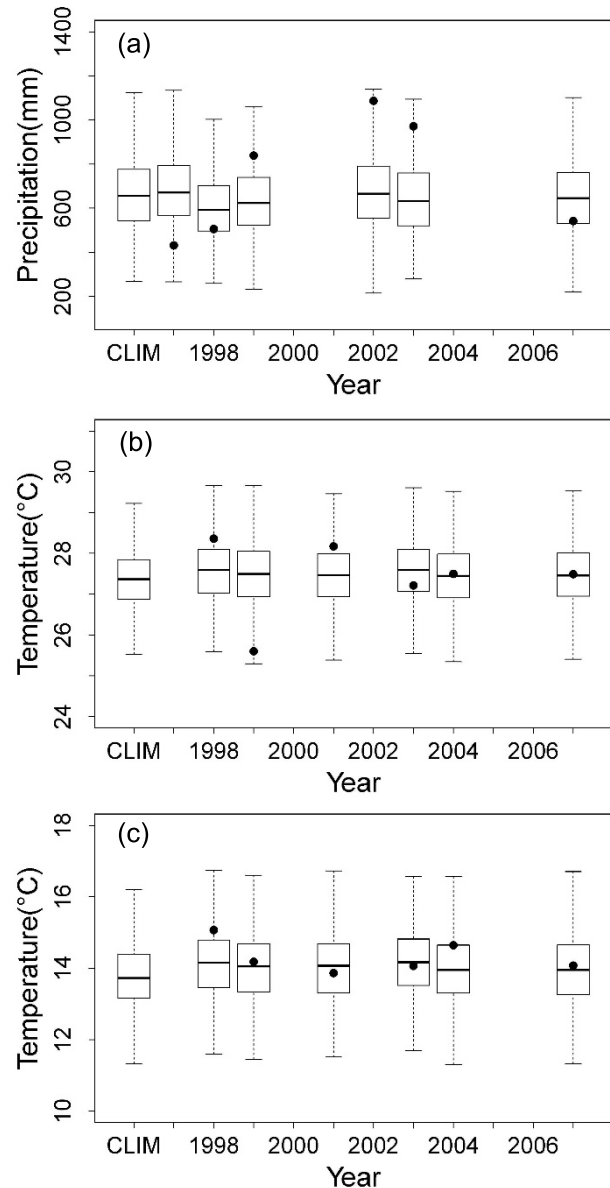 (a)
Precipitation(mm)
1400
1000
600
200
CLIM 1998 2000 2002 2004 2006
Year
(b)
Temperature(°C)
30
28
26
24
CLIM 1998 2000 2002 2004 2006
Year
(c)
Temperature(°C)
18
16
14
12
10
CLIM 1998 2000 2002 2004 2006
Year